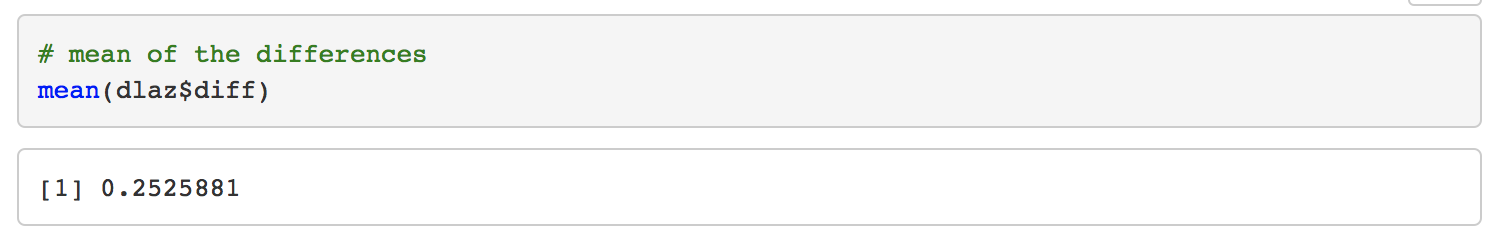 # mean of the differences
mean(dlaz$diff)
[1] 0.2525881